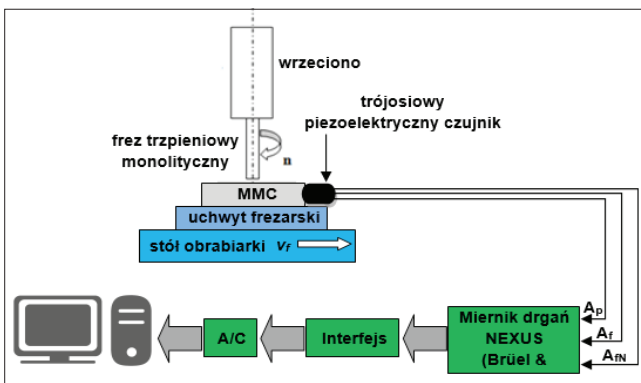 wrzeciono
trójosiowy
piezoelektryczny czujnik
frez trzpieniowy
monolityczny
n
MMC
uchwyt frezarski
stół obrabiarki vf
Ap
Af
AfN
Miernik drgań
NEXUS
(Brüel &
Interfejs
A/C